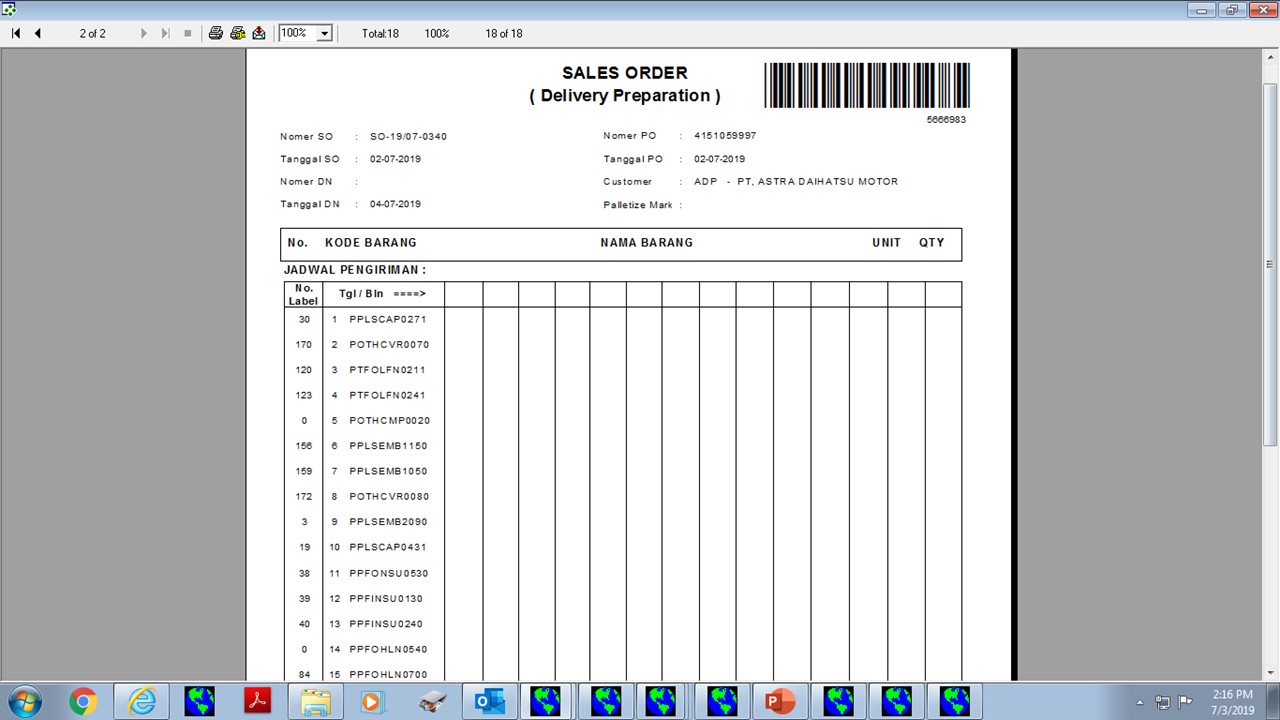 2 of 2 100% Total:18 100% 18 of 18
SALES ORDER
( Delivery Preparation )
5666983
Nomer SO : SO-19/07-0340 Nomer PO : 4151059997
Tanggal SO : 02-07-2019 Tanggal PO : 02-07-2019
Nomer DN : Customer : ADP - PT, ASTRA DAIHATSU MOTOR
Tanggal DN : 04-07-2019 Palletize Mark :
No. KODE BARANG NAMA BARANG UNIT QTY
JADWAL PENGIRIMAN :
No. Label Tgl / Bln ====>
30 1 PPLSCAP0271
170 2 POTHCVR0070
120 3 PTFOLFN0211
123 4 PTFOLFN0241
0 5 POTHCMP0020
156 6 PPLSEMB1150
159 7 PPLSEMB1050
172 8 POTHCVR0080
3 9 PPLSEMB2090
19 10 PPLSCAP0431
38 11 PPFONSU0530
39 12 PPFINSU0130
40 13 PPFINSU0240
0 14 PPFOHLN0540
84 15 PPFOHLN0700
2:16 PM
7/3/2019